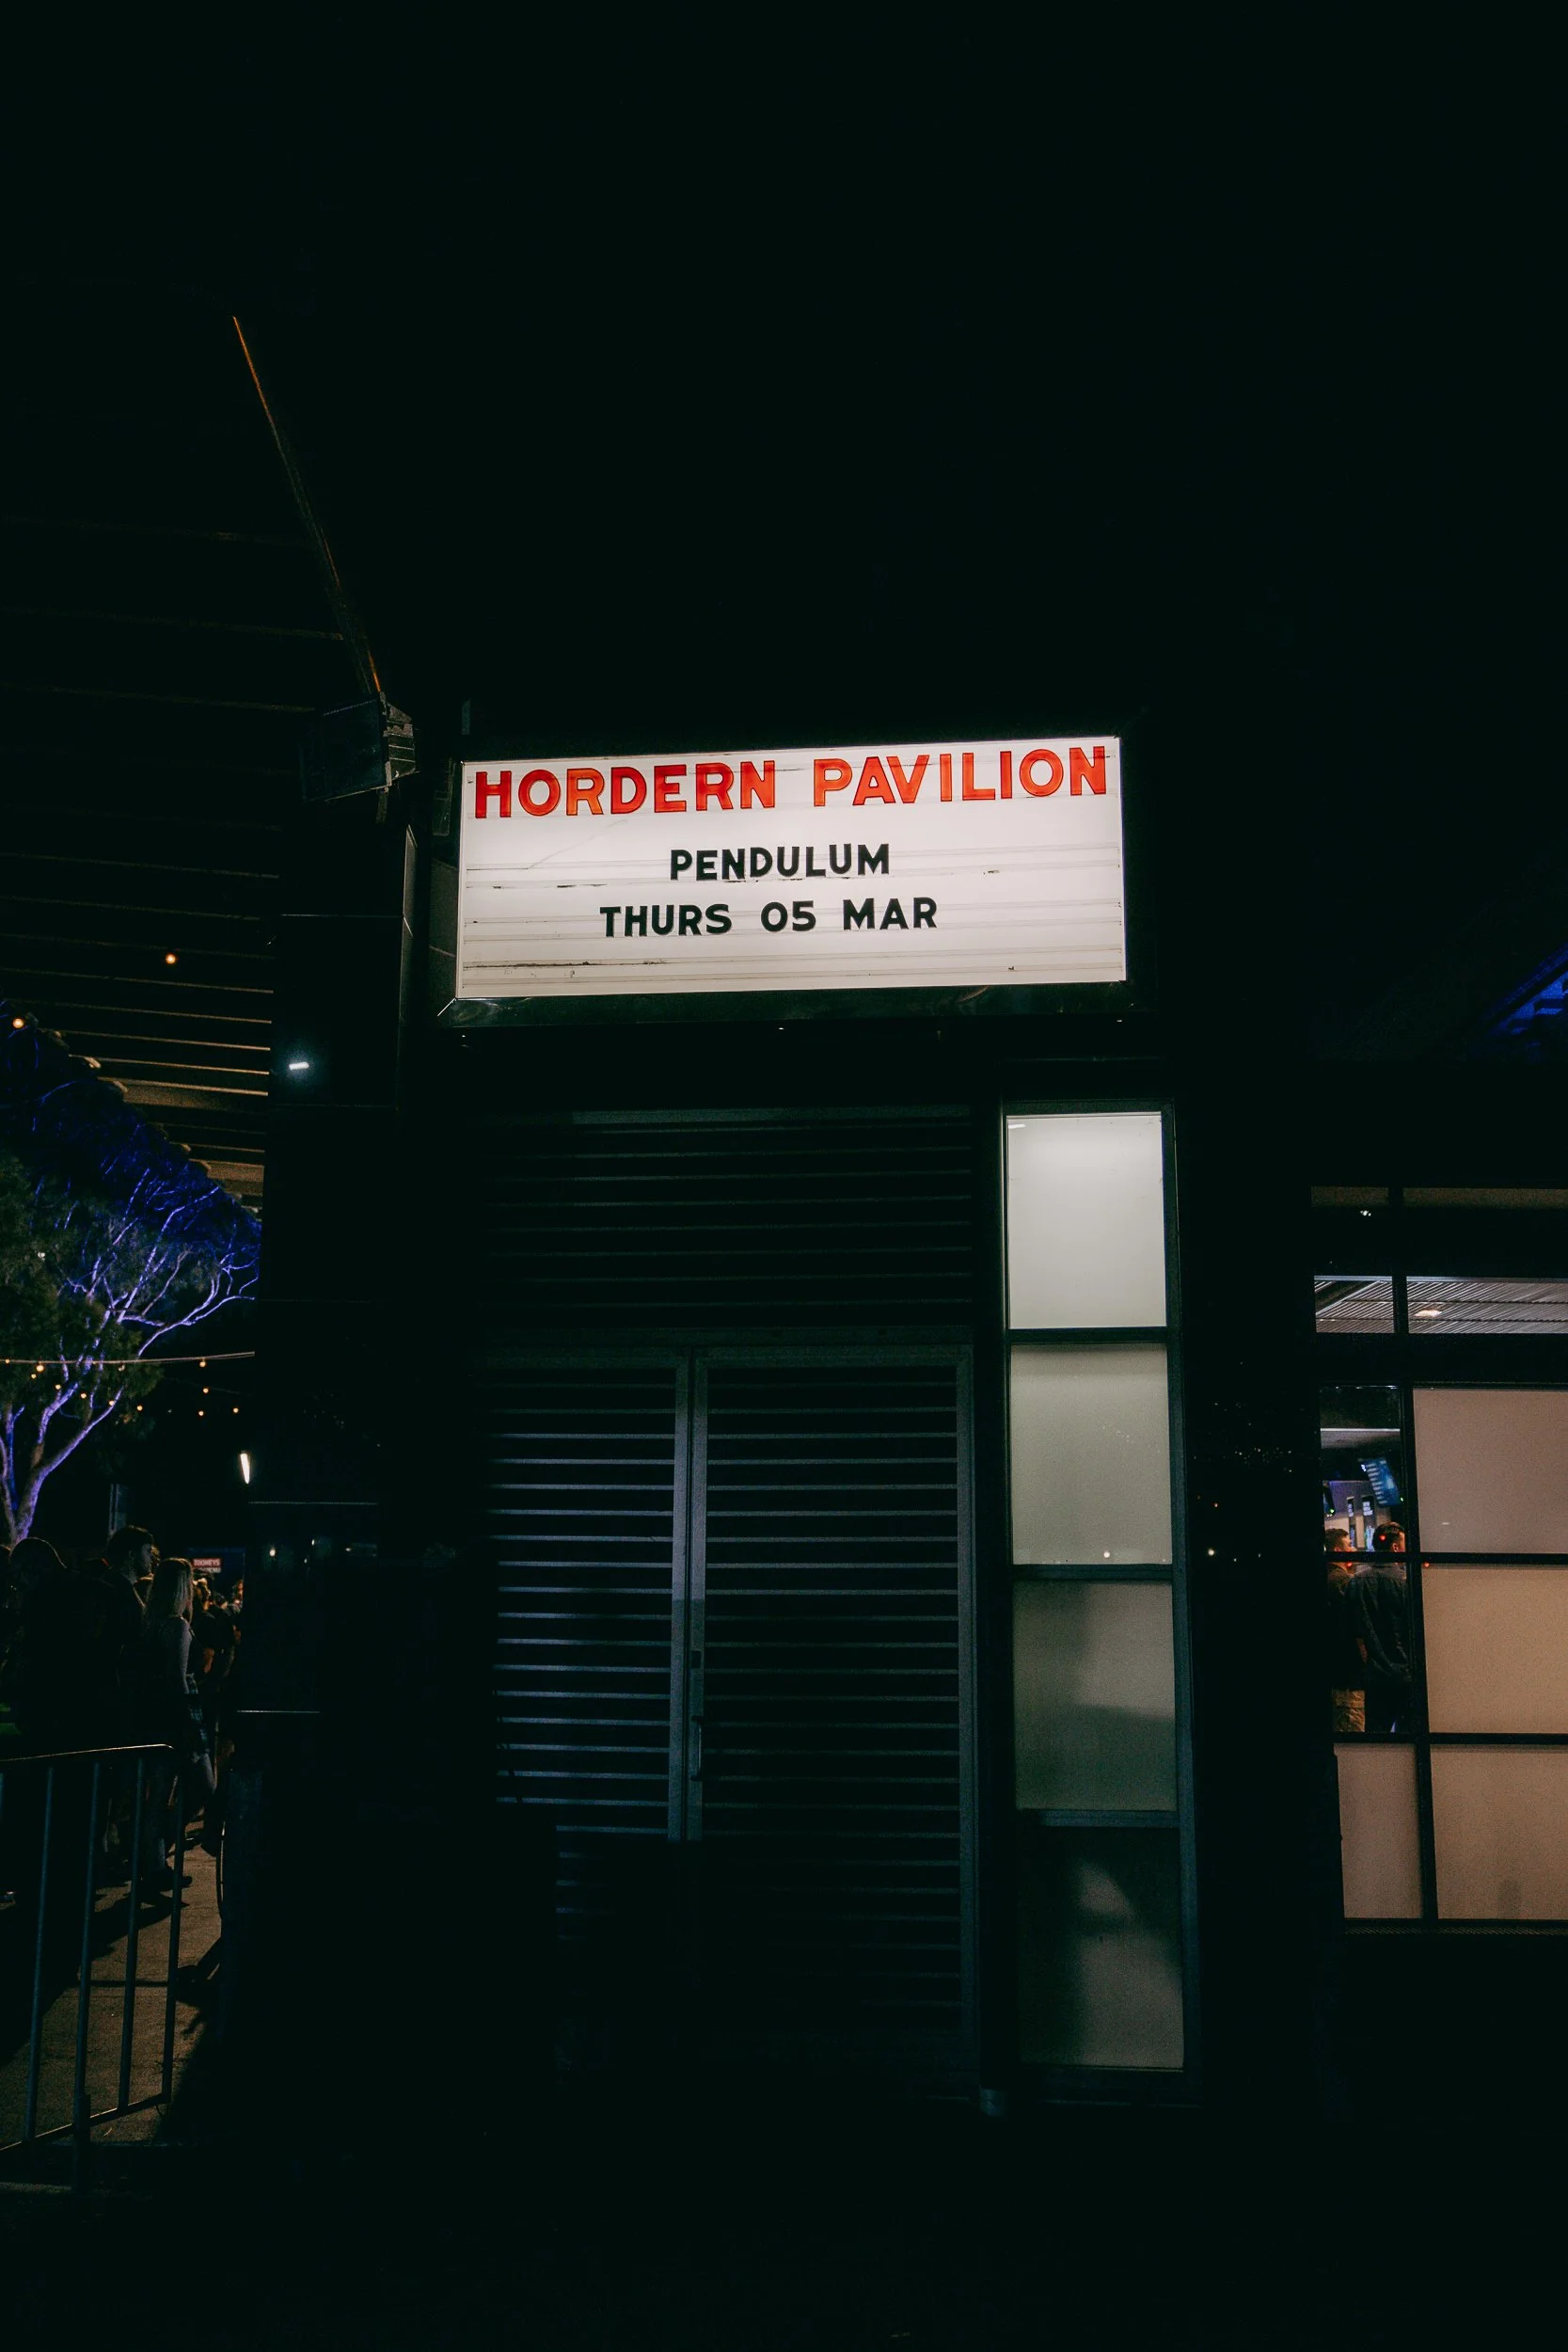 HORDERN PAVILION
PENDULUM
THURS 05 MAR